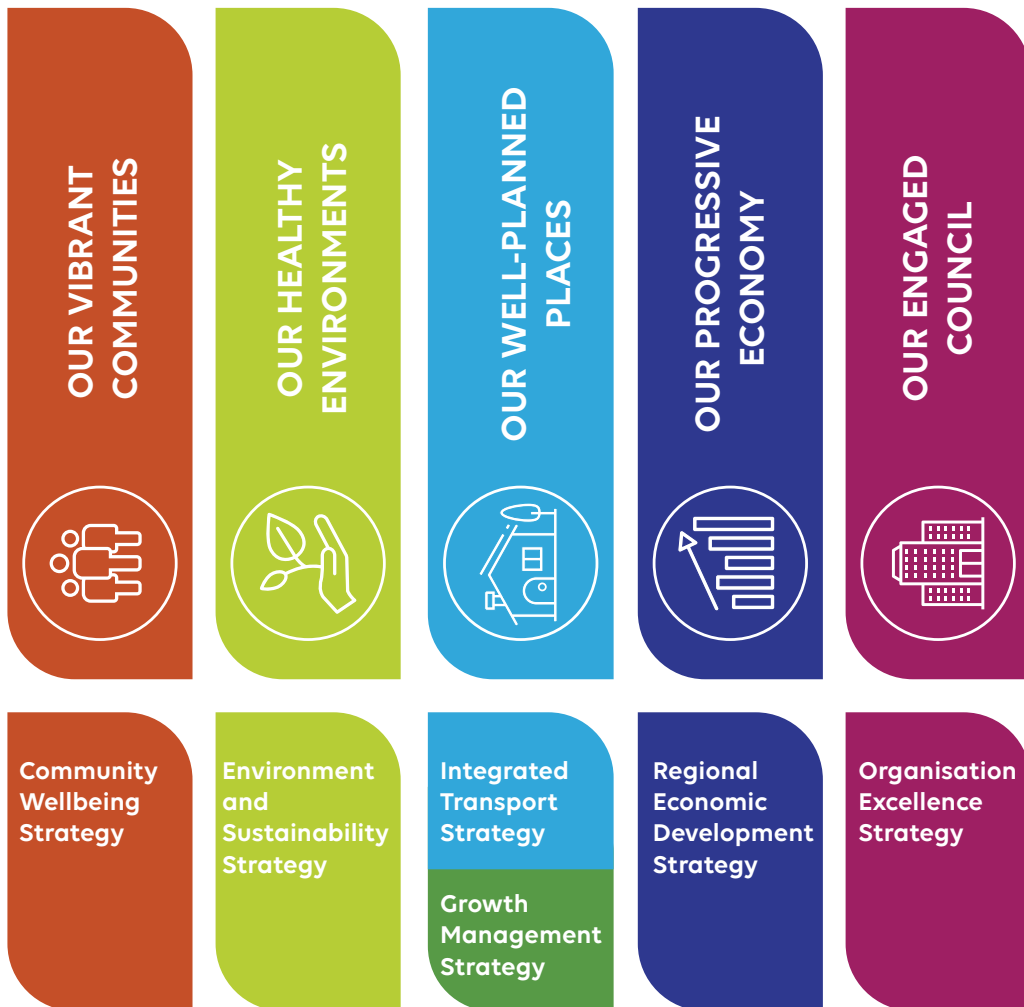 OUR VIBRANT
COMMUNITIES
OUR HEALTHY
ENVIRONMENTS
OUR WELL-PLANNED
PLACES
OUR PROGRESSIVE
ECONOMY
OUR ENGAGED
COUNCIL
Community
Wellbeing
Strategy
Environment
and
Sustainability
Strategy
Integrated
Transport
Strategy
Growth
Management
Strategy
Regional
Economic
Development
Strategy
Organisation
Excellence
Strategy